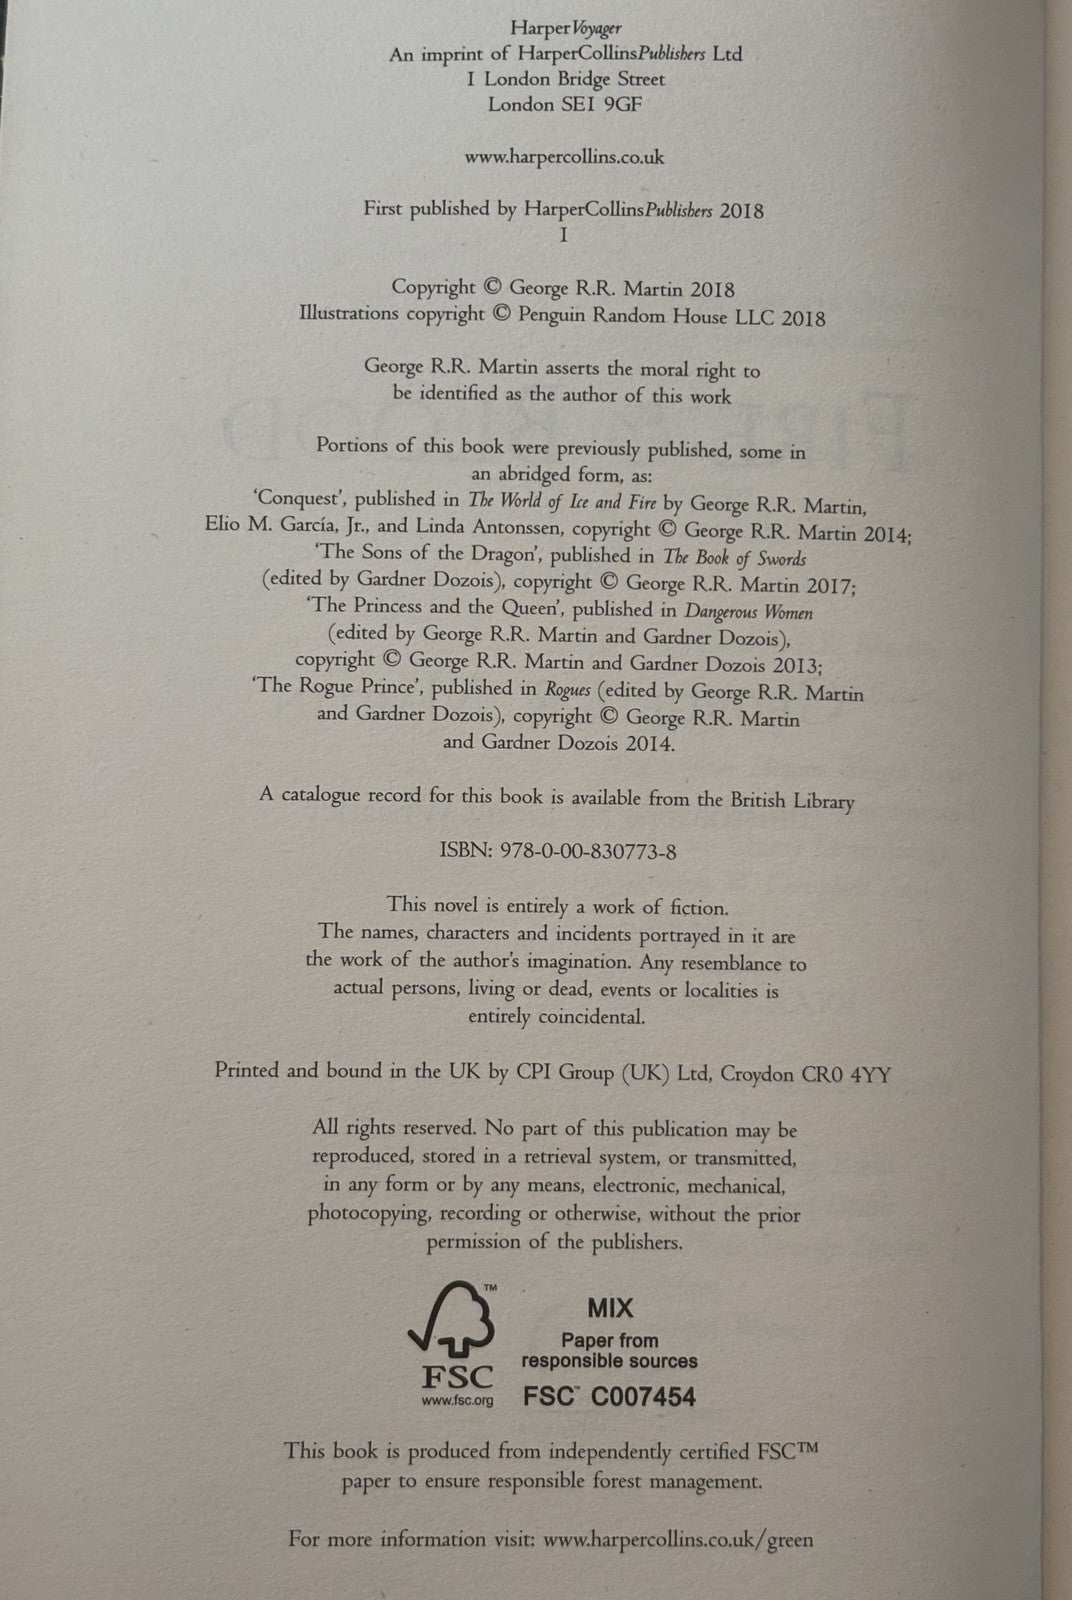 HarperVoyager
An imprint of HarperCollinsPublishers Ltd
1 London Bridge Street
London SE1 9GF
www.harpercollins.co.uk
First published by HarperCollinsPublishers 2018
1
Copyright © George R.R. Martin 2018
Illustrations copyright © Penguin Random House LLC 2018
George R.R. Martin asserts the moral right to
be identified as the author of this work
Portions of this book were previously published, some in
an abridged form, as:
‘Conquest’, published in The World of Ice and Fire by George R.R. Martin,
Elio M. García, Jr., and Linda Antonssen, copyright © George R.R. Martin 2014;
‘The Sons of the Dragon’, published in The Book of Swords
(edited by Gardner Dozois), copyright © George R.R. Martin 2017;
‘The Princess and the Queen’, published in Dangerous Women
(edited by George R.R. Martin and Gardner Dozois),
copyright © George R.R. Martin and Gardner Dozois 2013;
‘The Rogue Prince’, published in Rogues (edited by George R.R. Martin
and Gardner Dozois), copyright © George R.R. Martin
and Gardner Dozois 2014.
A catalogue record for this book is available from the British Library
ISBN: 978-0-00-830773-8
This novel is entirely a work of fiction.
The names, characters and incidents portrayed in it are
the work of the author’s imagination. Any resemblance to
actual persons, living or dead, events or localities is
entirely coincidental.
Printed and bound in the UK by CPI Group (UK) Ltd, Croydon CR0 4YY
All rights reserved. No part of this publication may be
reproduced, stored in a retrieval system, or transmitted,
in any form or by any means, electronic, mechanical,
photocopying, recording or otherwise, without the prior
permission of the publishers.
™
FSC
www.fsc.org
MIX
Paper from
responsible sources
FSC™ C007454
This book is produced from independently certified FSC™
paper to ensure responsible forest management.
For more information visit: www.harpercollins.co.uk/green